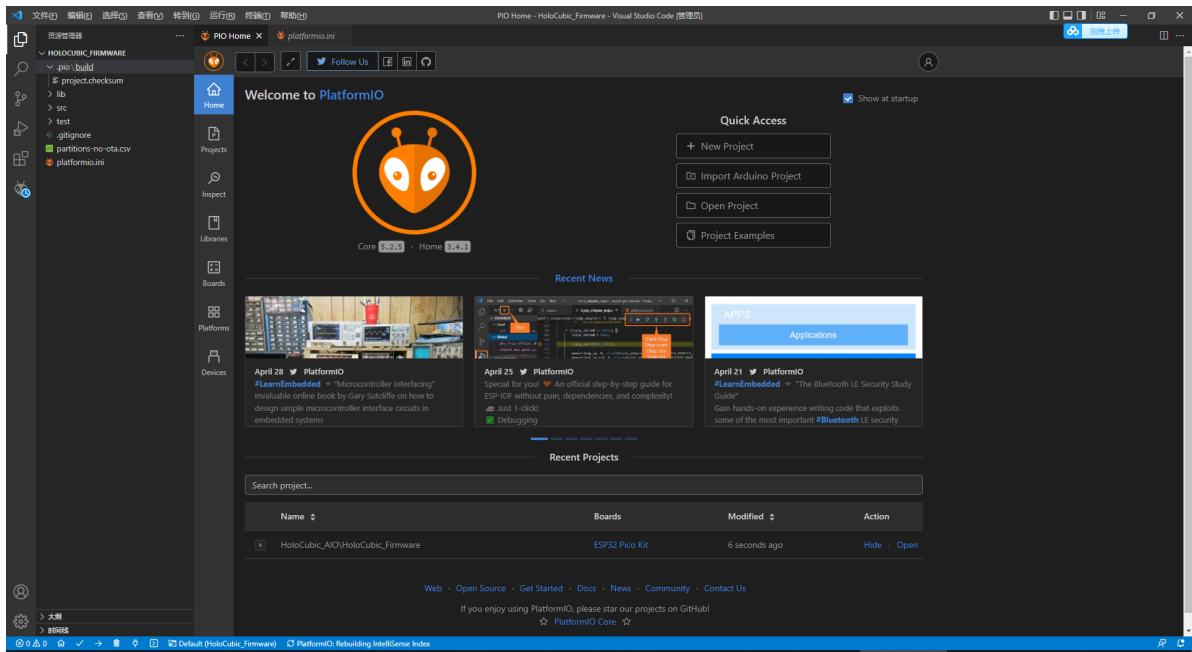 文件(F) 编辑(E) 选择(S) 查看(V) 转到(G) 运行(R) 终端(T) 帮助(H)
PIO Home - HoloCubic_Firmware - Visual Studio Code [管理员]
拖拽上传
资源管理器 ···
HOLOCUBIC_FIRMWARE
.pio \ build
project.checksum
lib
src
test
.gitignore
partitions-no-ota.csv
platformio.ini
大纲
时间线
PIO Home
platformio.ini
Follow Us
Home
Projects
Inspect
Libraries
Boards
Platforms
Devices
Welcome to PlatformIO
Show at startup
Core 5.2.5 · Home 3.4.1
Quick Access
New Project
Import Arduino Project
Open Project
Project Examples
Recent News
April 28 PlatformIO
#LearnEmbedded "Microcontroller Interfacing"
Invaluable online book by Gary Sutcliffe on how to
design simple microcontroller interface circuits in
embedded systems
April 25 PlatformIO
Special for you! 🧡 An official step-by-step guide for
ESP-IDF without pain, dependencies, and complexity!
Just 1-click!
✅ Debugging
APPS
Applications
April 21 PlatformIO
#LearnEmbedded "The Bluetooth LE Security Study
Guide"
Gain hands-on experience writing code that exploits
some of the most important #Bluetooth LE security
Recent Projects
Search project...
Name Boards Modified Action
HoloCubic_AIO\HoloCubic_Firmware ESP32 Pico Kit 6 seconds ago Hide | Open
Web · Open Source · Get Started · Docs · News · Community · Contact Us
If you enjoy using PlatformIO, please star our projects on GitHub!
☆ PlatformIO Core ☆
0 0 Default (HoloCubic_Firmware) PlatformIO: Rebuilding IntelliSense Index